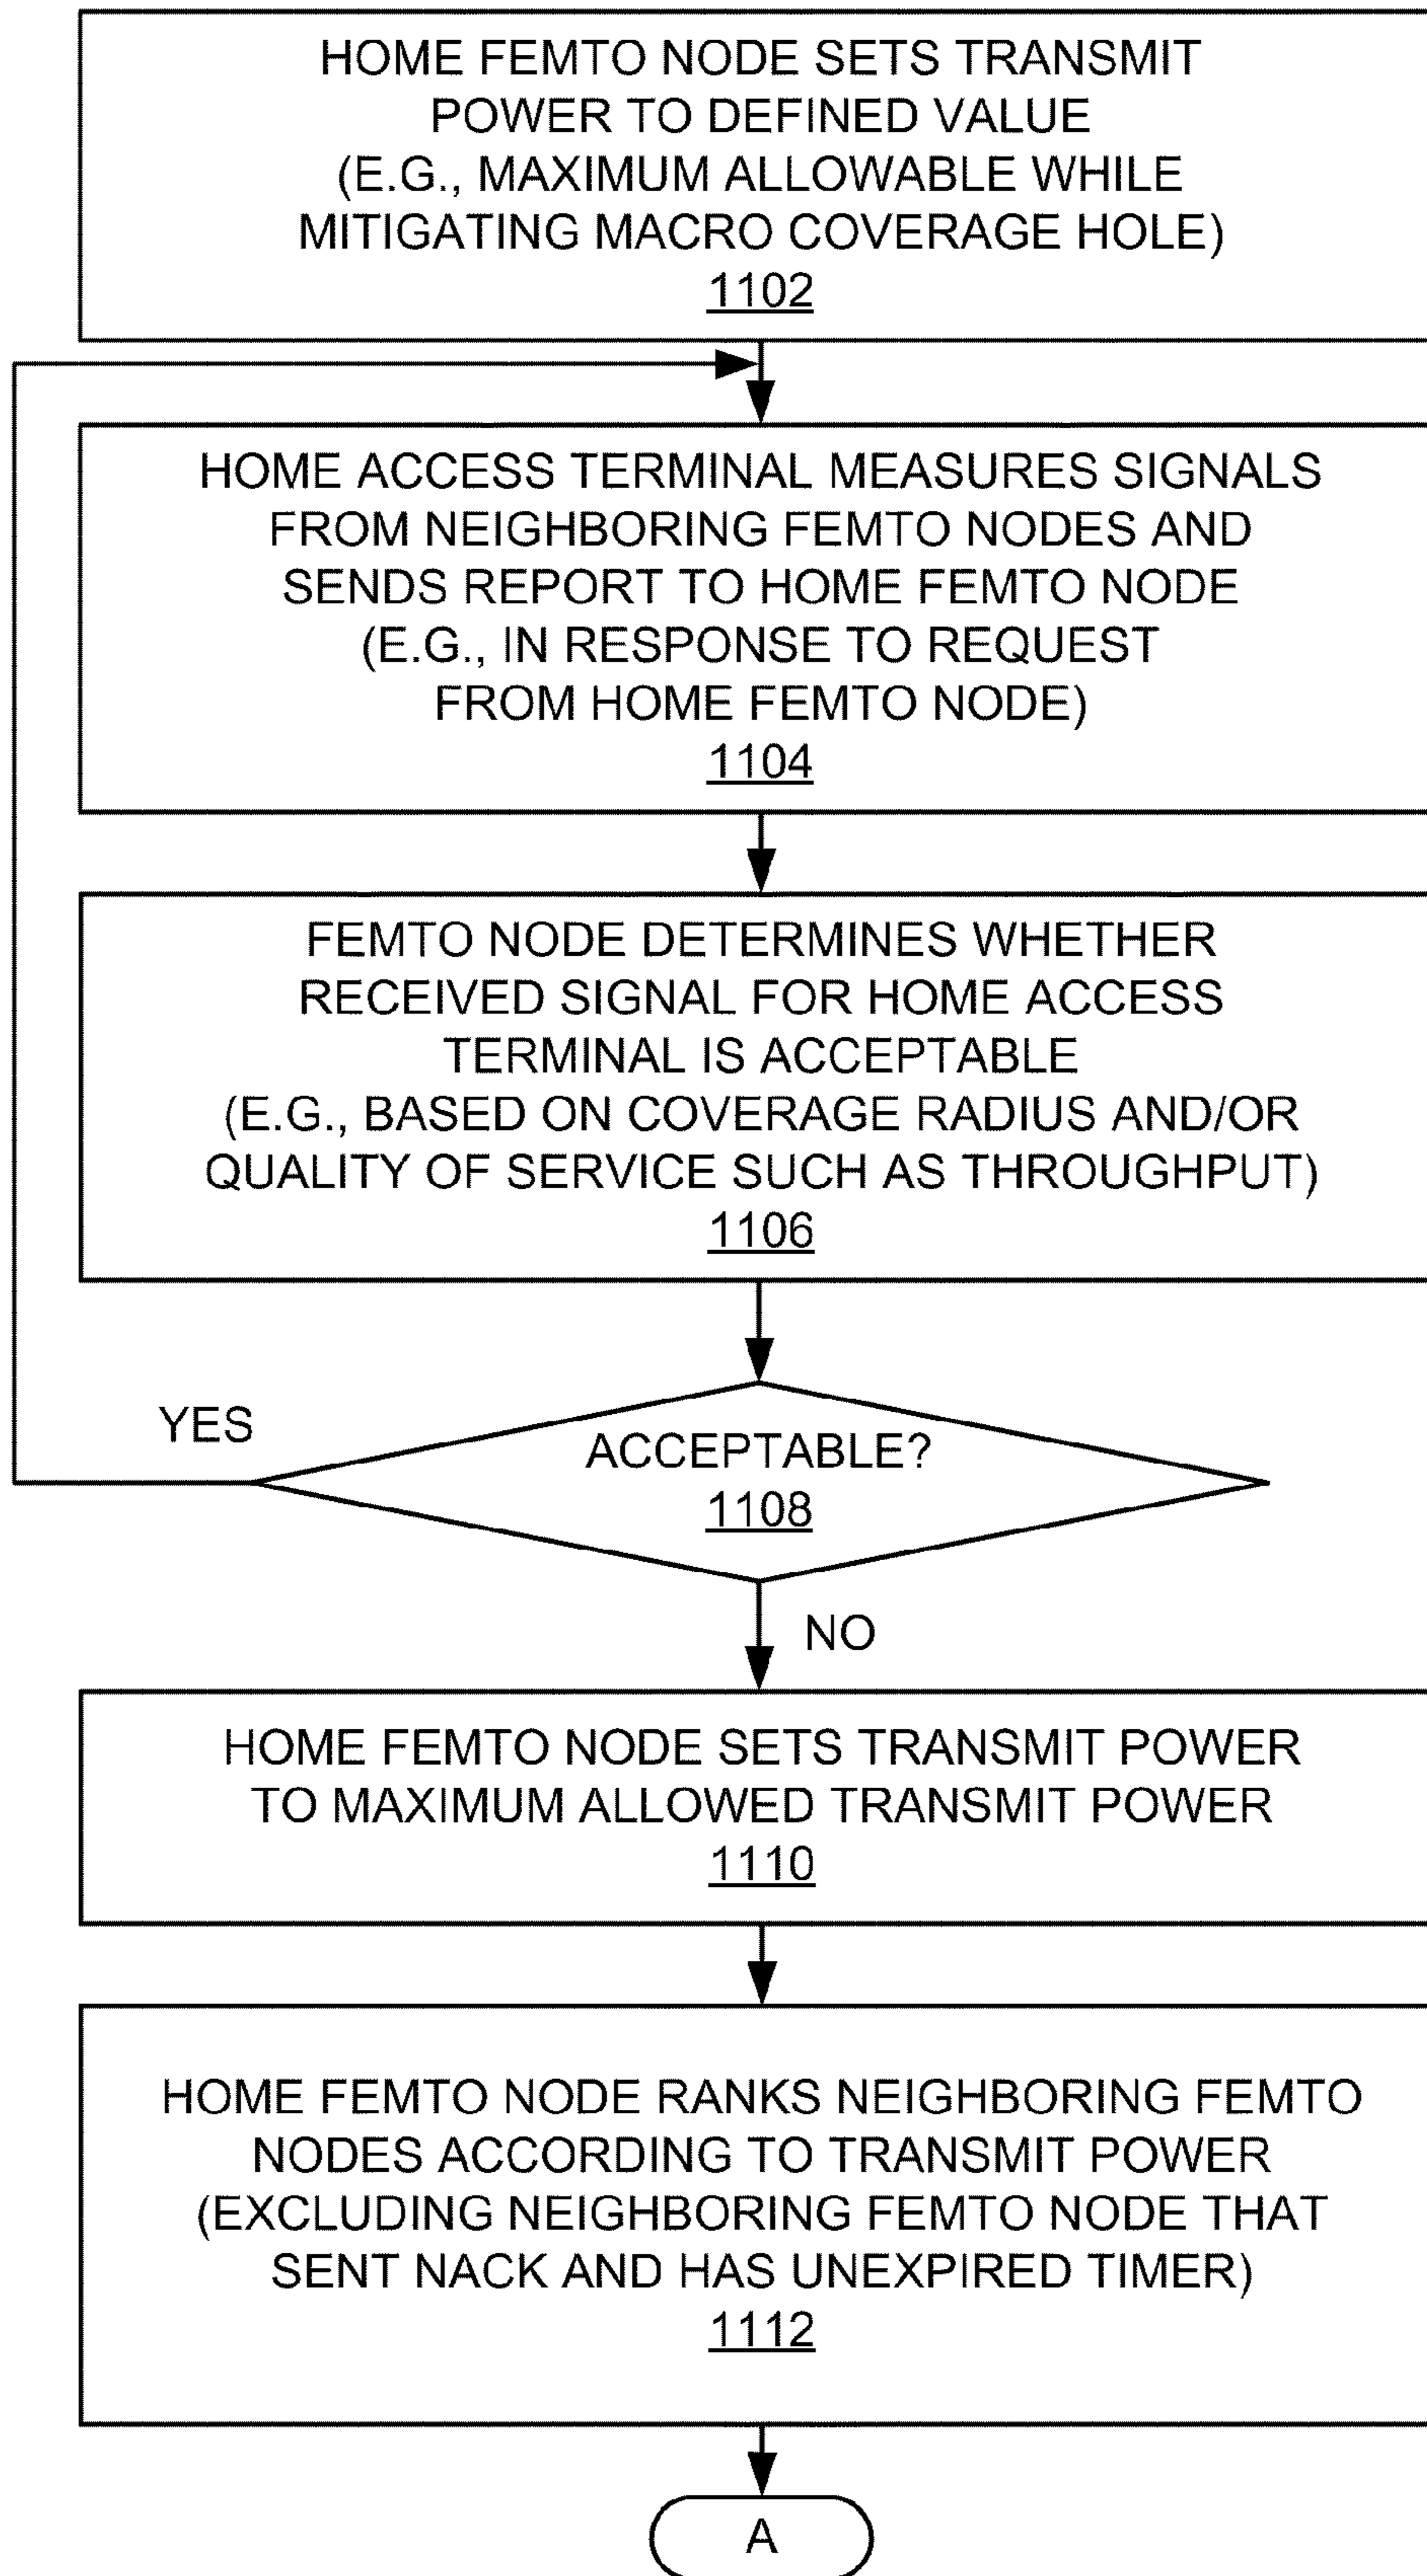 HOME FEMTO NODE SETS TRANSMIT
POWER TO DEFINED VALUE
(E.G., MAXIMUM ALLOWABLE WHILE
MITIGATING MACRO COVERAGE HOLE)
1102
HOME ACCESS TERMINAL MEASURES SIGNALS
FROM NEIGHBORING FEMTO NODES AND
SENDS REPORT TO HOME FEMTO NODE
(E.G., IN RESPONSE TO REQUEST
FROM HOME FEMTO NODE)
1104
FEMTO NODE DETERMINES WHETHER
RECEIVED SIGNAL FOR HOME ACCESS
TERMINAL IS ACCEPTABLE
(E.G., BASED ON COVERAGE RADIUS AND/OR
QUALITY OF SERVICE SUCH AS THROUGHPUT)
1106
YES
ACCEPTABLE?
1108
NO
HOME FEMTO NODE SETS TRANSMIT POWER
TO MAXIMUM ALLOWED TRANSMIT POWER
1110
HOME FEMTO NODE RANKS NEIGHBORING FEMTO
NODES ACCORDING TO TRANSMIT POWER
(EXCLUDING NEIGHBORING FEMTO NODE THAT
SENT NACK AND HAS UNEXPIRED TIMER)
1112
A